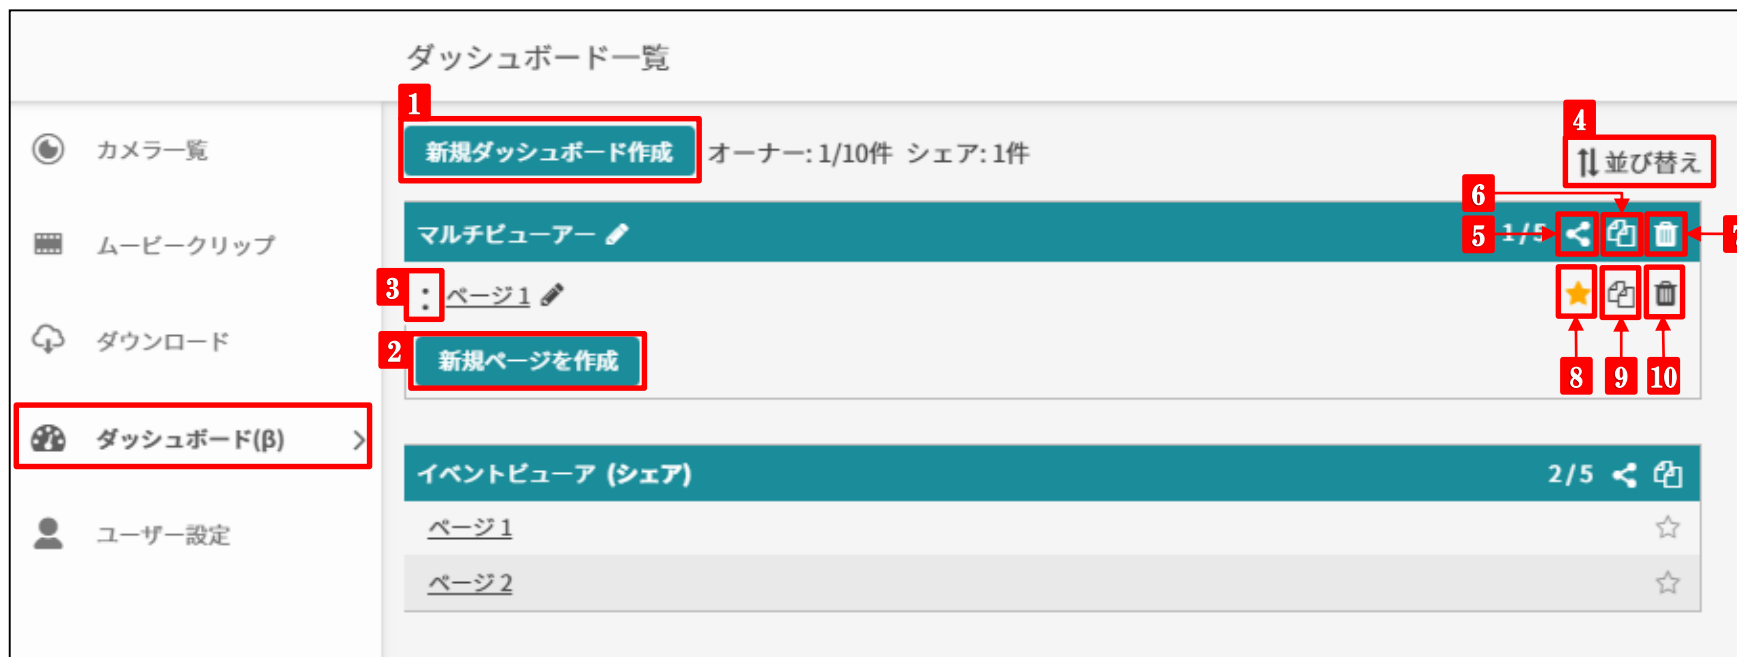 ダッシュボード一覧
1
カメラ一覧
新規ダッシュボード作成 オーナー: 1/10件 シェア: 1件
4
並び替え
6
ムービークリップ
マルチビューアー
5
1/5
7
3
ページ 1
ダウンロード
2
新規ページを作成
8 9 10
ダッシュボード(β)
イベントビューア (シェア)
2/5
ユーザー設定
ページ 1
ページ 2